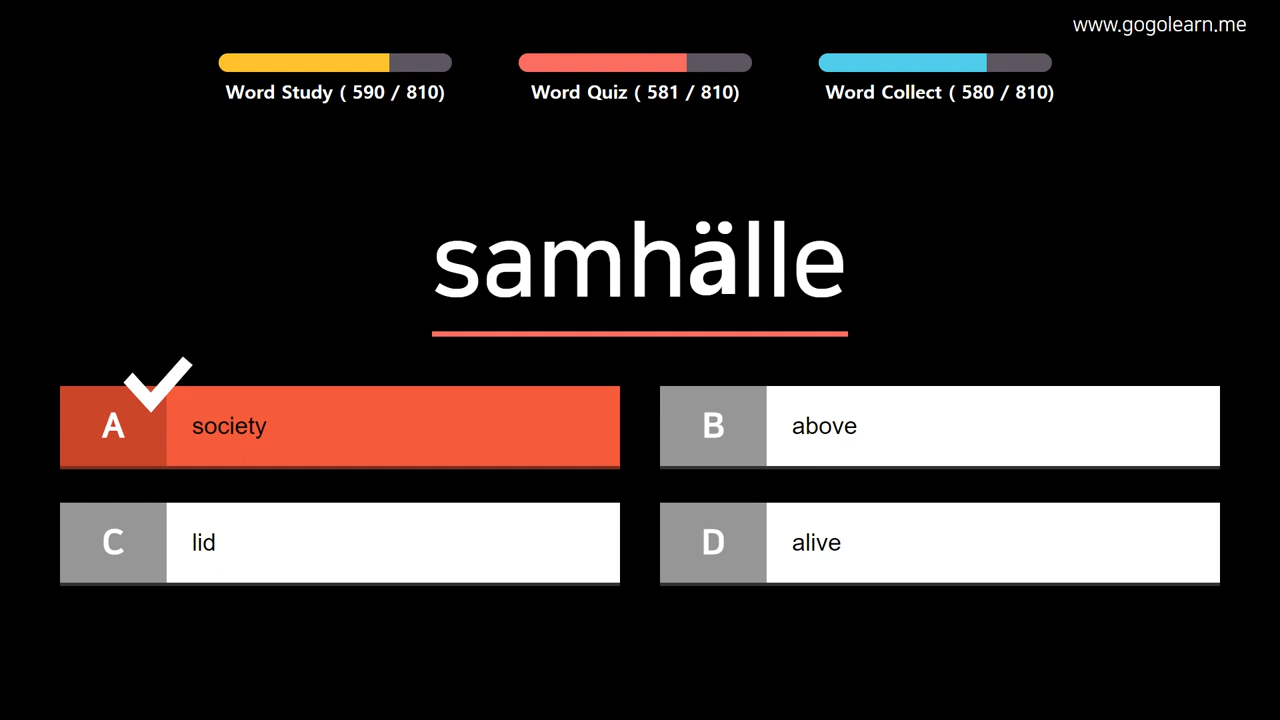 www.gogolearn.me
Word Study ( 590 / 810)
Word Quiz ( 581 / 810)
Word Collect ( 580 / 810)
samhälle
A society
B above
C lid
D alive